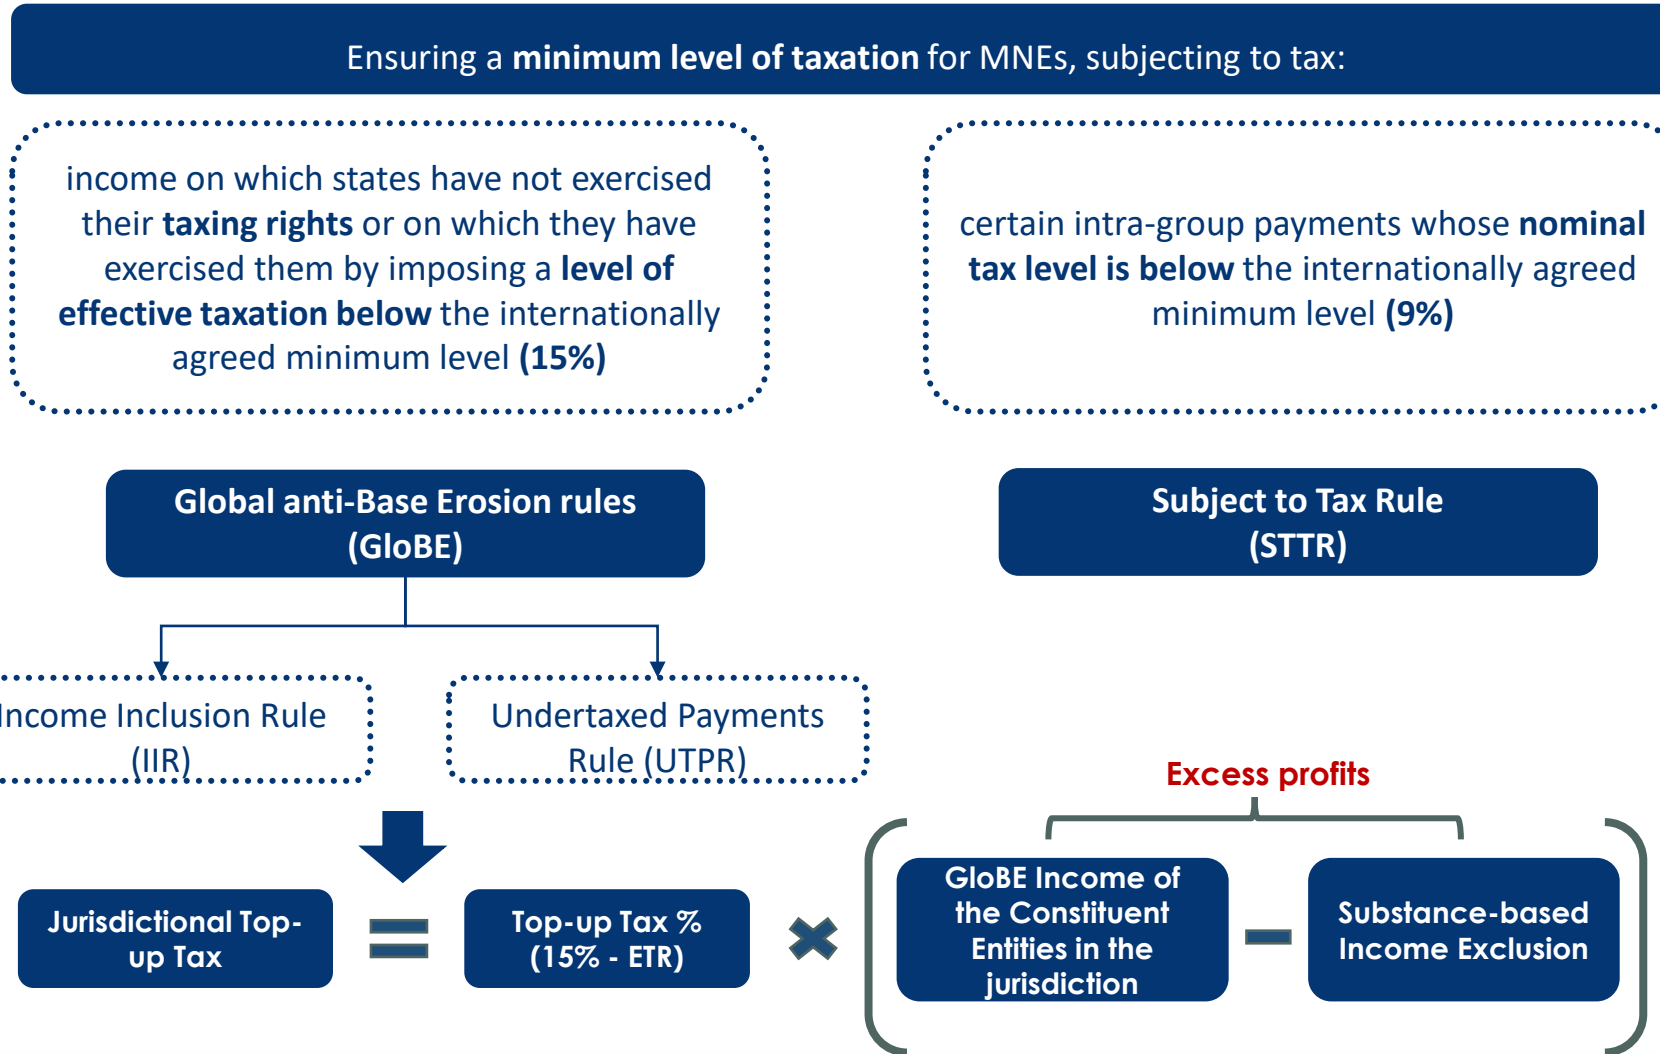 Ensuring a minimum level of taxation for MNEs, subjecting to tax:
income on which states have not exercised
their taxing rights or on which they have
exercised them by imposing a level of
effective taxation below the internationally
agreed minimum level (15%)
certain intra-group payments whose nominal
tax level is below the internationally agreed
minimum level (9%)
Global anti-Base Erosion rules
(GloBE)
Subject to Tax Rule
(STTR)
Income Inclusion Rule
(IIR)
Undertaxed Payments
Rule (UTPR)
Excess profits
Jurisdictional Top-
up Tax
=
Top-up Tax %
(15% - ETR)
×
(
GloBE Income of
the Constituent
Entities in the
jurisdiction
-
Substance-based
Income Exclusion
)